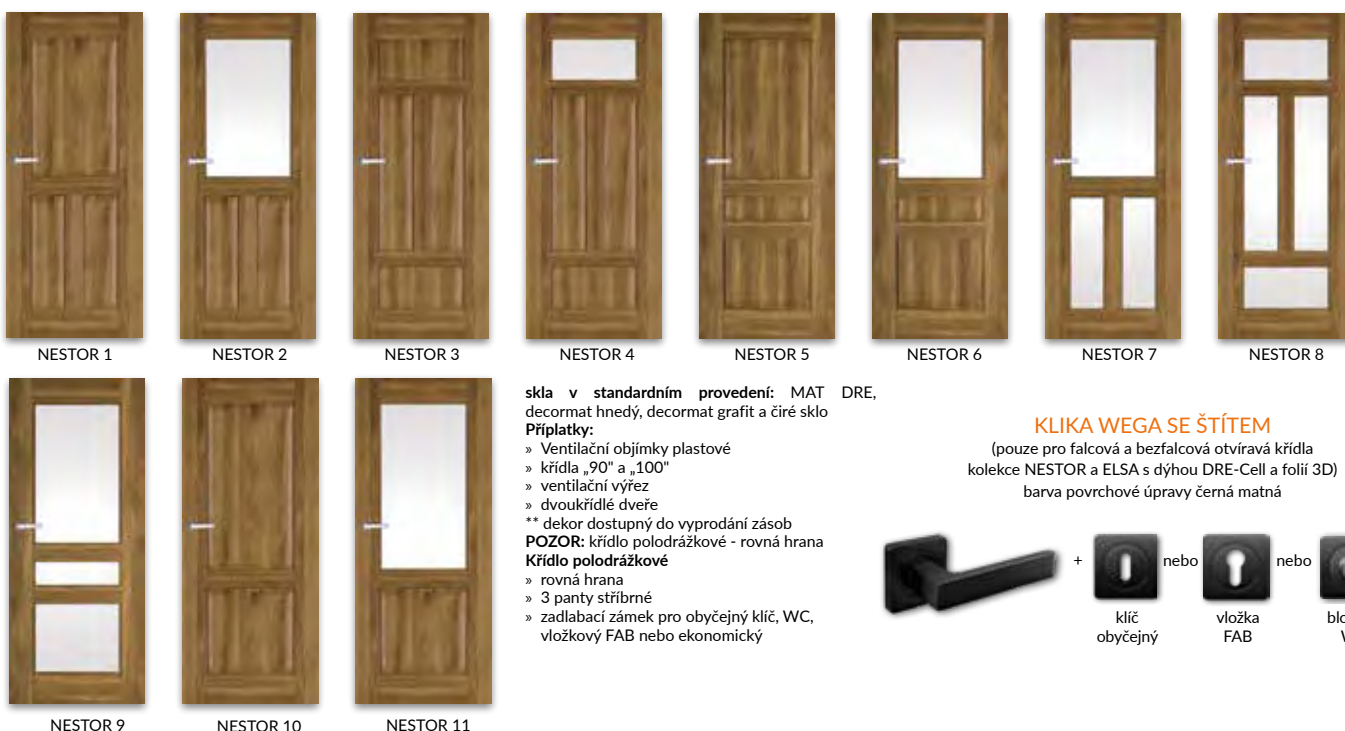 NESTOR 1
NESTOR 2
NESTOR 3
NESTOR 4
NESTOR 5
NESTOR 6
NESTOR 7
NESTOR 8
NESTOR 9
NESTOR 10
NESTOR 11
skla v standardním provedení: MAT DRE,
decormat hnedý, decormat grafit a čiré sklo
Příplatky:
» Ventilační objímky plastové
» křídla „90" a „100"
» ventilační výřez
» dvoukřídlé dveře
** dekor dostupný do vyprodání zásob
POZOR: křídlo polodrážkové - rovná hrana
Křídlo polodrážkové
» rovná hrana
» 3 panty stříbrné
» zadlabací zámek pro obyčejný klíč, WC,
vložkový FAB nebo ekonomický
KLIKA WEGA SE ŠTÍTEM
(pouze pro falcová a bezfalcová otvíravá křídla
kolekce NESTOR a ELSA s dýhou DRE-Cell a folií 3D)
barva povrchové úpravy černá matná
+ nebo nebo
klíč
obyčejný
vložka
FAB